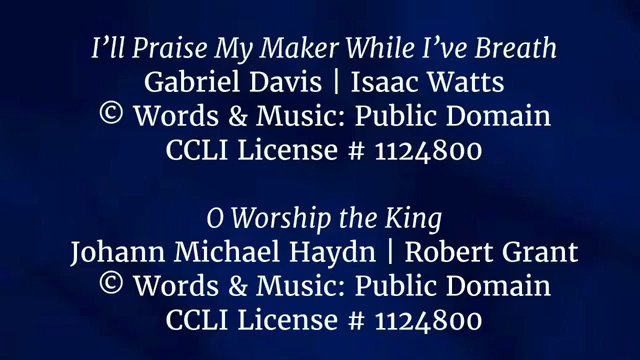 I’ll Praise My Maker While I’ve Breath
Gabriel Davis | Isaac Watts
© Words & Music: Public Domain
CCLI License # 1124800
O Worship the King
Johann Michael Haydn | Robert Grant
© Words & Music: Public Domain
CCLI License # 1124800